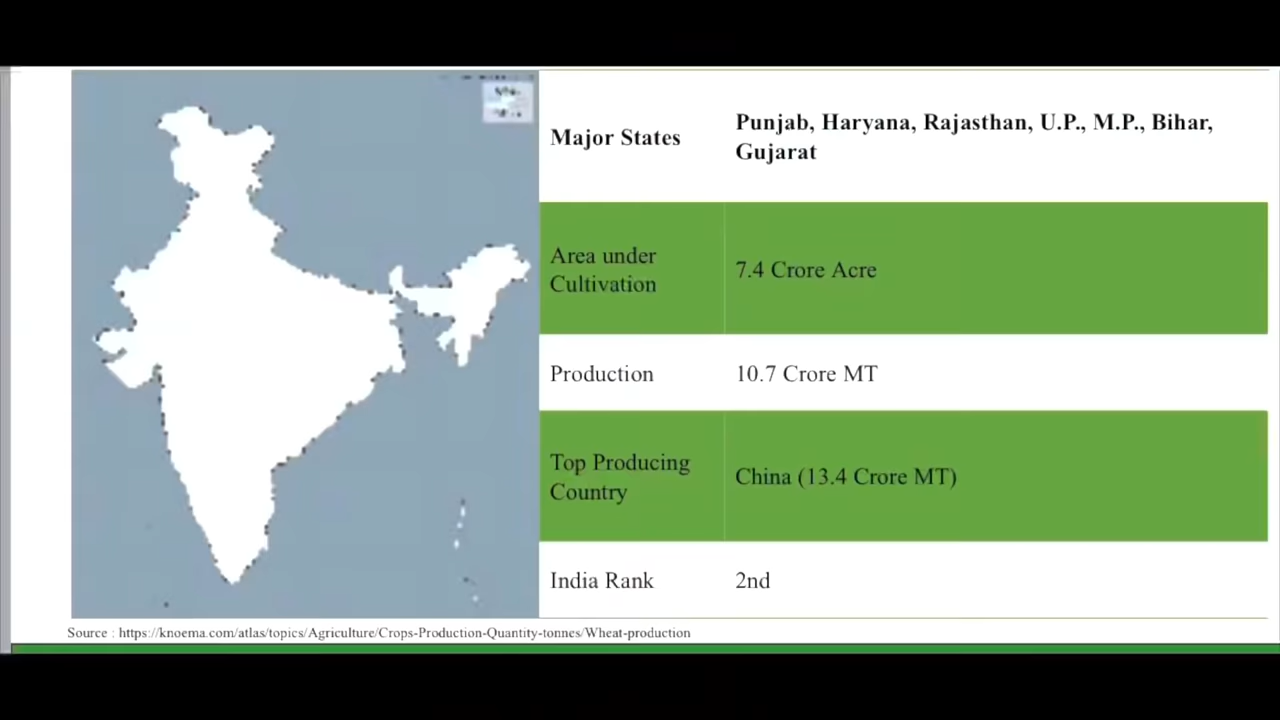 Major States
Punjab, Haryana, Rajasthan, U.P., M.P., Bihar,
Gujarat
Area under
Cultivation
7.4 Crore Acre
Production
10.7 Crore MT
Top Producing
Country
China (13.4 Crore MT)
India Rank
2nd
Source : https://knoema.com/atlas/topics/Agriculture/Crops-Production-Quantity-tonnes/Wheat-production